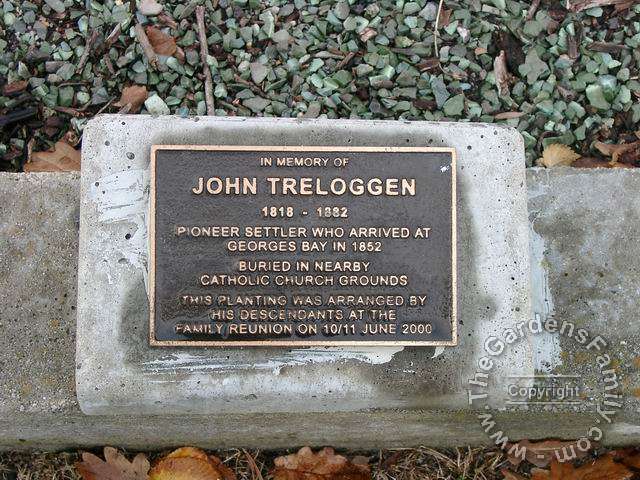 IN MEMORY OF
JOHN TRELOGGEN
1818 - 1882
PIONEER SETTLER WHO ARRIVED AT
GEORGES BAY IN 1852
BURIED IN NEARBY
CATHOLIC CHURCH GROUNDS
THIS PLANTING WAS ARRANGED BY
HIS DESCENDANTS AT THE
FAMILY REUNION ON 10/11 JUNE 2000
TheGardensFamily.
Copyright
www.